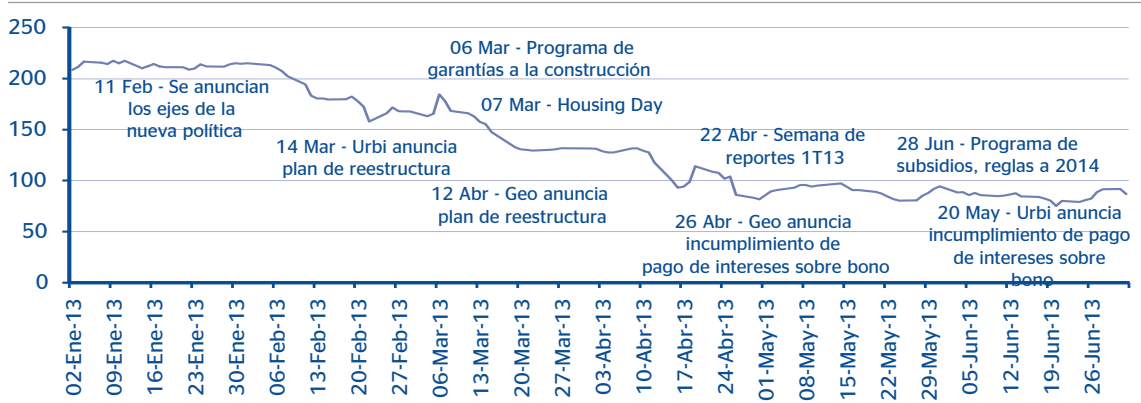 250
200
150
100
50
0
11 Feb - Se anuncian
los ejes de la
nueva política
06 Mar - Programa de
garantías a la construcción
07 Mar - Housing Day
14 Mar - Urbi anuncia
plan de reestructura
12 Abr - Geo anuncia
plan de reestructura
22 Abr - Semana de
reportes 1T13
26 Abr - Geo anuncia
incumplimiento de
pago de intereses sobre bono
28 Jun - Programa de
subsidios, reglas a 2014
20 May - Urbi anuncia
incumplimiento de pago
de intereses sobre
bono
02-Ene-13
09-Ene-13
16-Ene-13
23-Ene-13
30-Ene-13
06-Feb-13
13-Feb-13
20-Feb-13
27-Feb-13
06-Mar-13
13-Mar-13
20-Mar-13
27-Mar-13
03-Abr-13
10-Abr-13
17-Abr-13
24-Abr-13
01-May-13
08-May-13
15-May-13
22-May-13
29-May-13
05-Jun-13
12-Jun-13
19-Jun-13
26-Jun-13